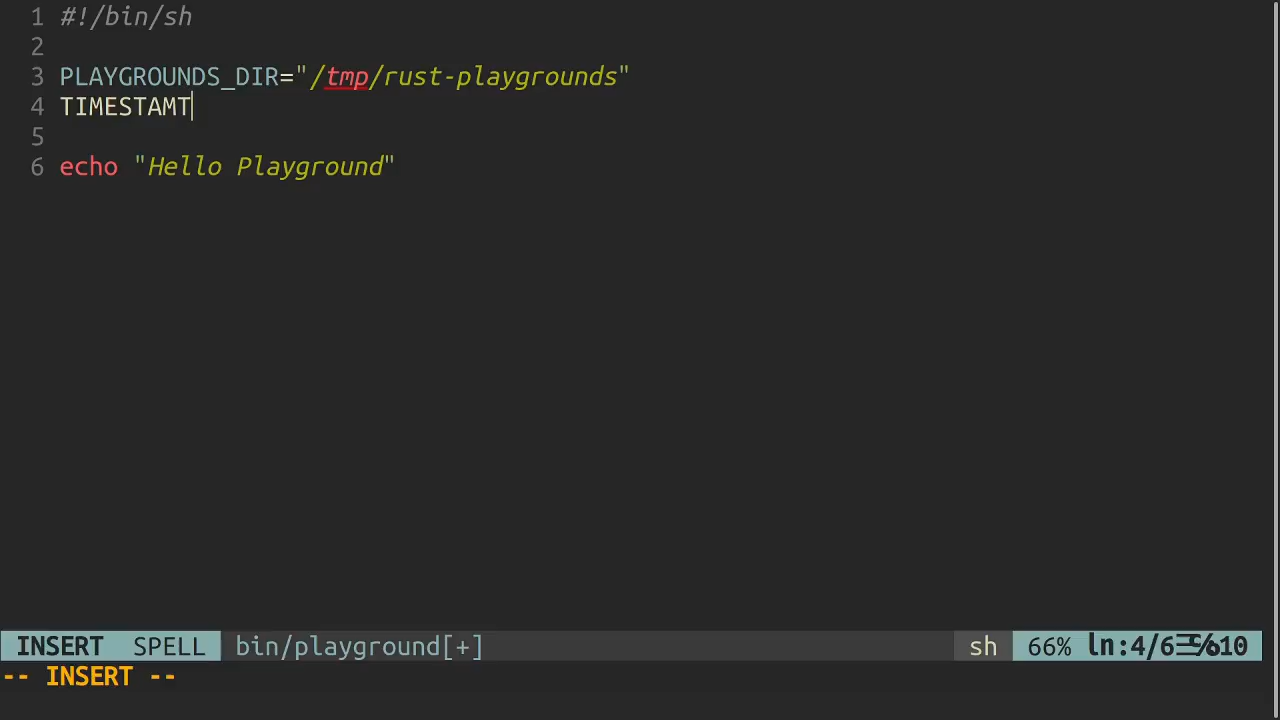 1 #!/bin/sh
2
3 PLAYGROUNDS_DIR="/tmp/rust-playgrounds"
4 TIMESTAMT
5
6 echo "Hello Playground"
INSERT SPELL bin/playground[+] sh 66% ln:4/6 ☰%:10
-- INSERT --